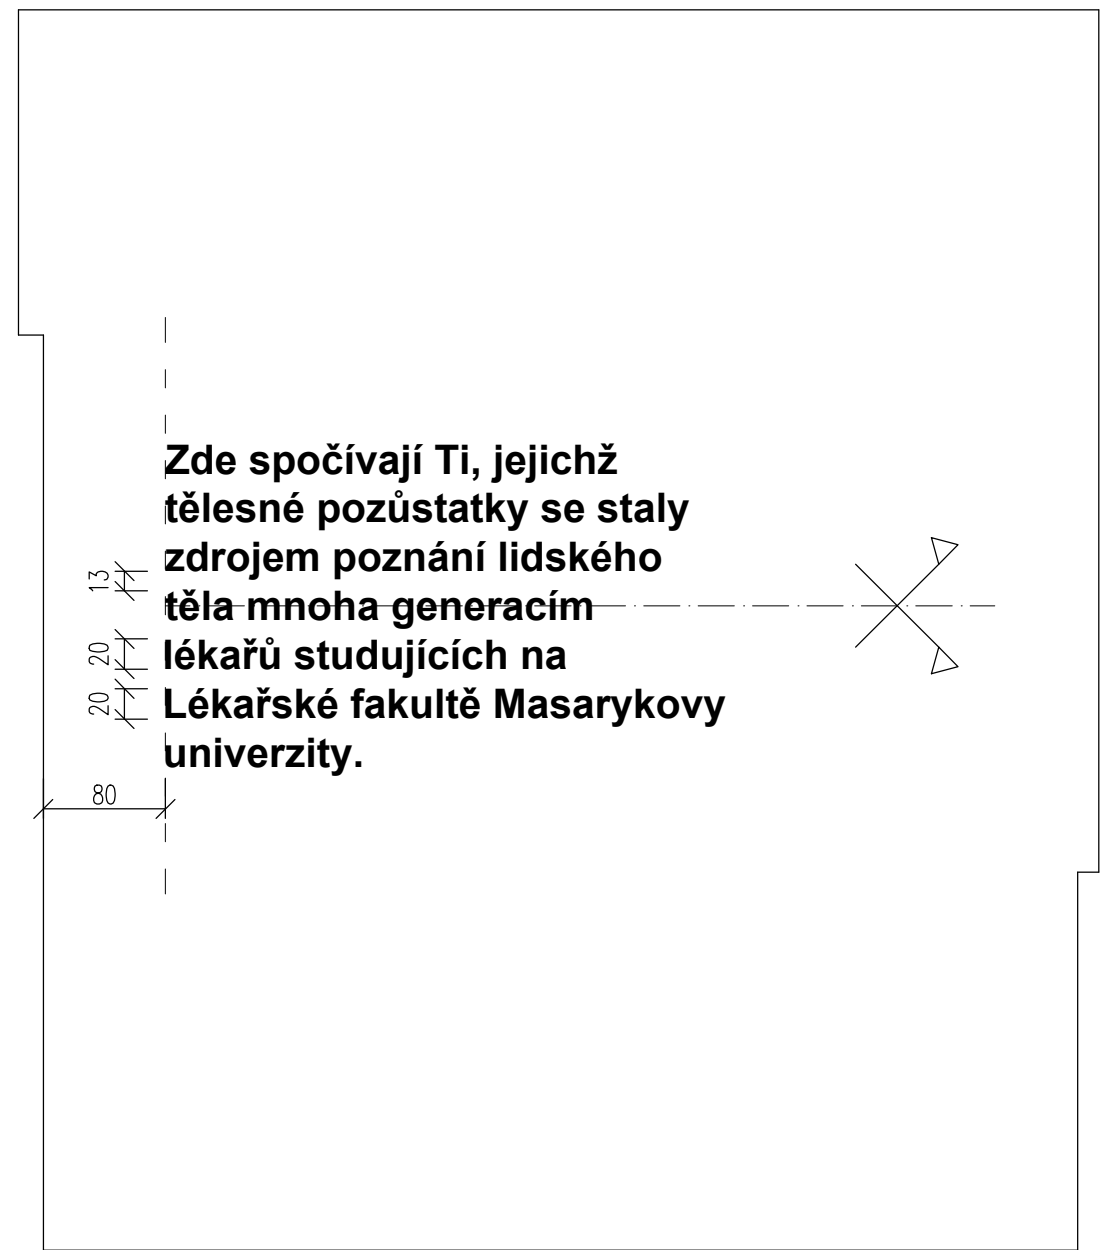 Zde spočívají Ti, jejichž
tělesné pozůstatky se staly
zdrojem poznání lidského
těla mnoha generacím
lékařů studujících na
Lékařské fakultě Masarykovy
univerzity.
13
20
20
80